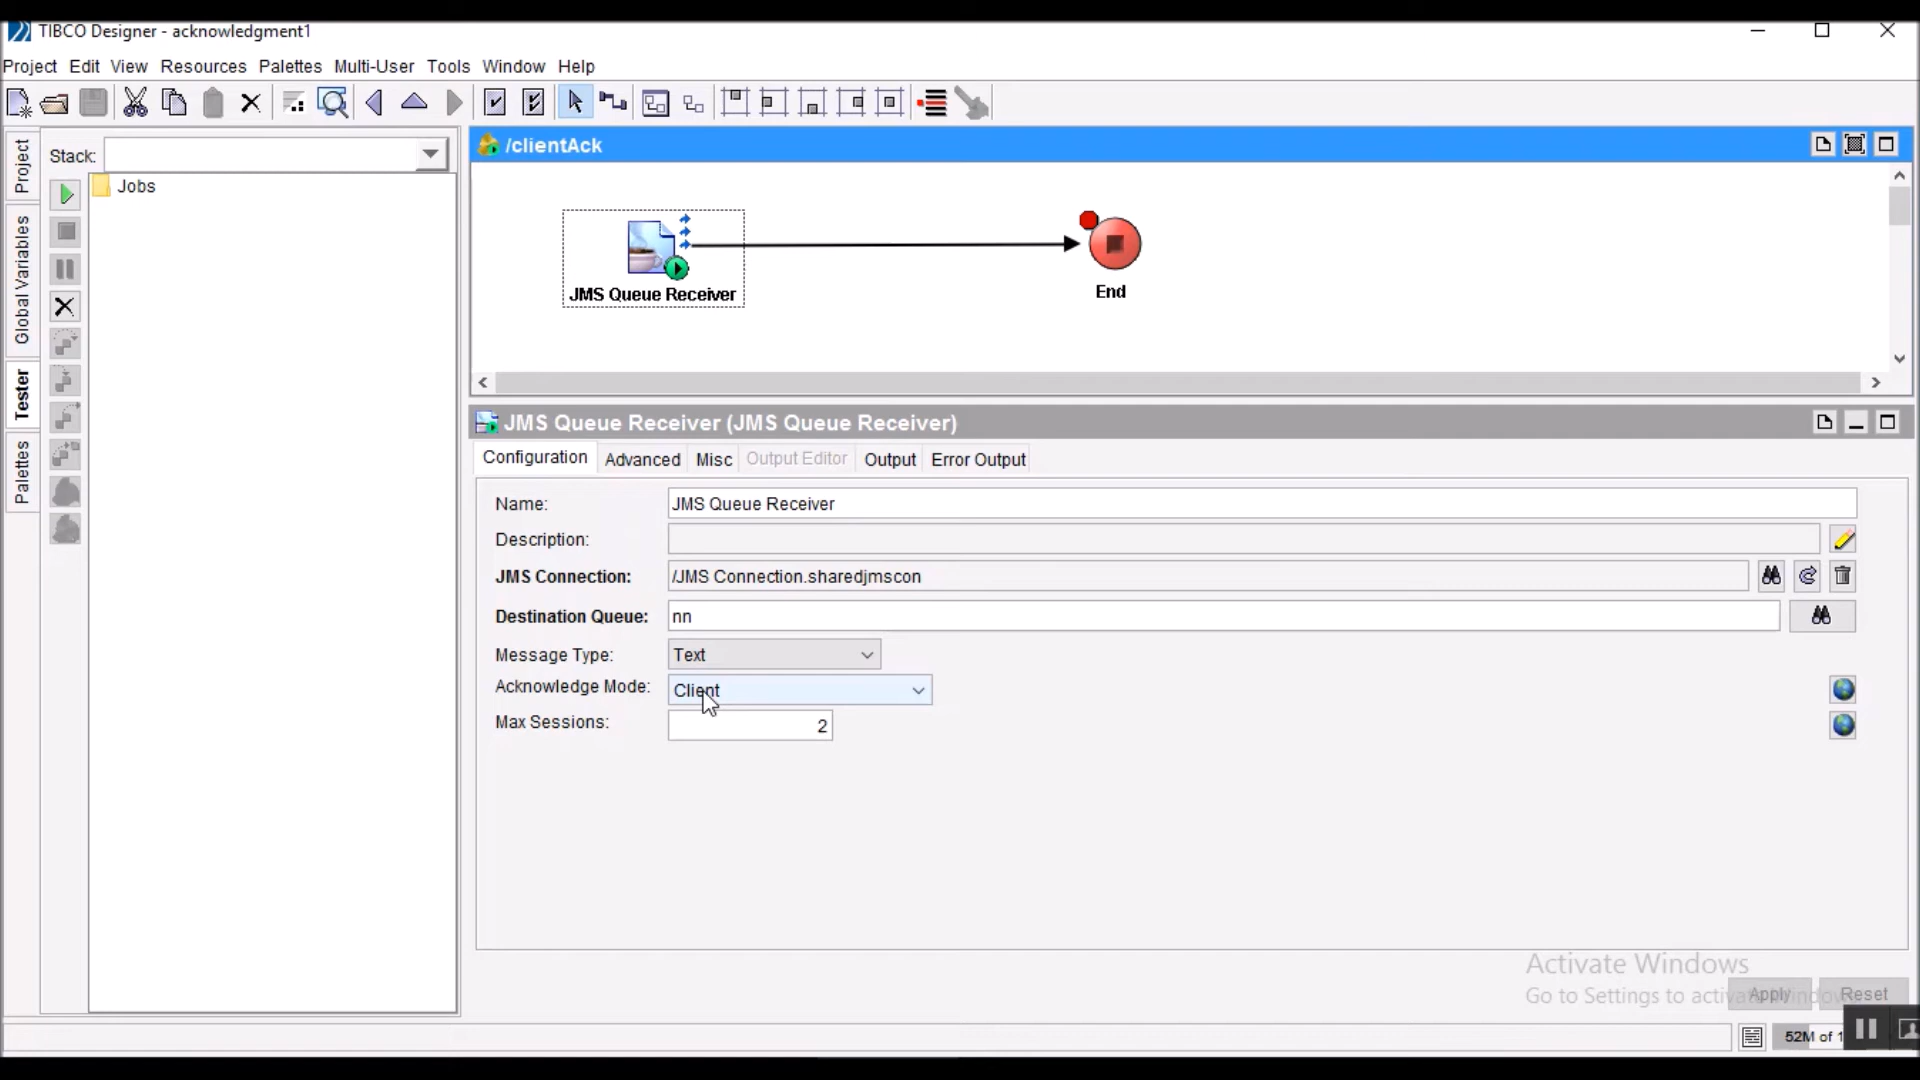 TIBCO Designer - acknowledgment1
Project Edit View Resources Palettes Multi-User Tools Window Help
Project
Global Variables
Tester
Palettes
Stack:
Jobs
/clientAck
JMS Queue Receiver
End
JMS Queue Receiver (JMS Queue Receiver)
Configuration Advanced Misc Output Editor Output Error Output
Name: JMS Queue Receiver
Description:
JMS Connection: /JMS Connection.sharedjmscon
Destination Queue: nn
Message Type: Text
Acknowledge Mode: Client
Max Sessions: 2
Activate Windows
Go to Settings to activate Windows
Apply Reset
52M of 1